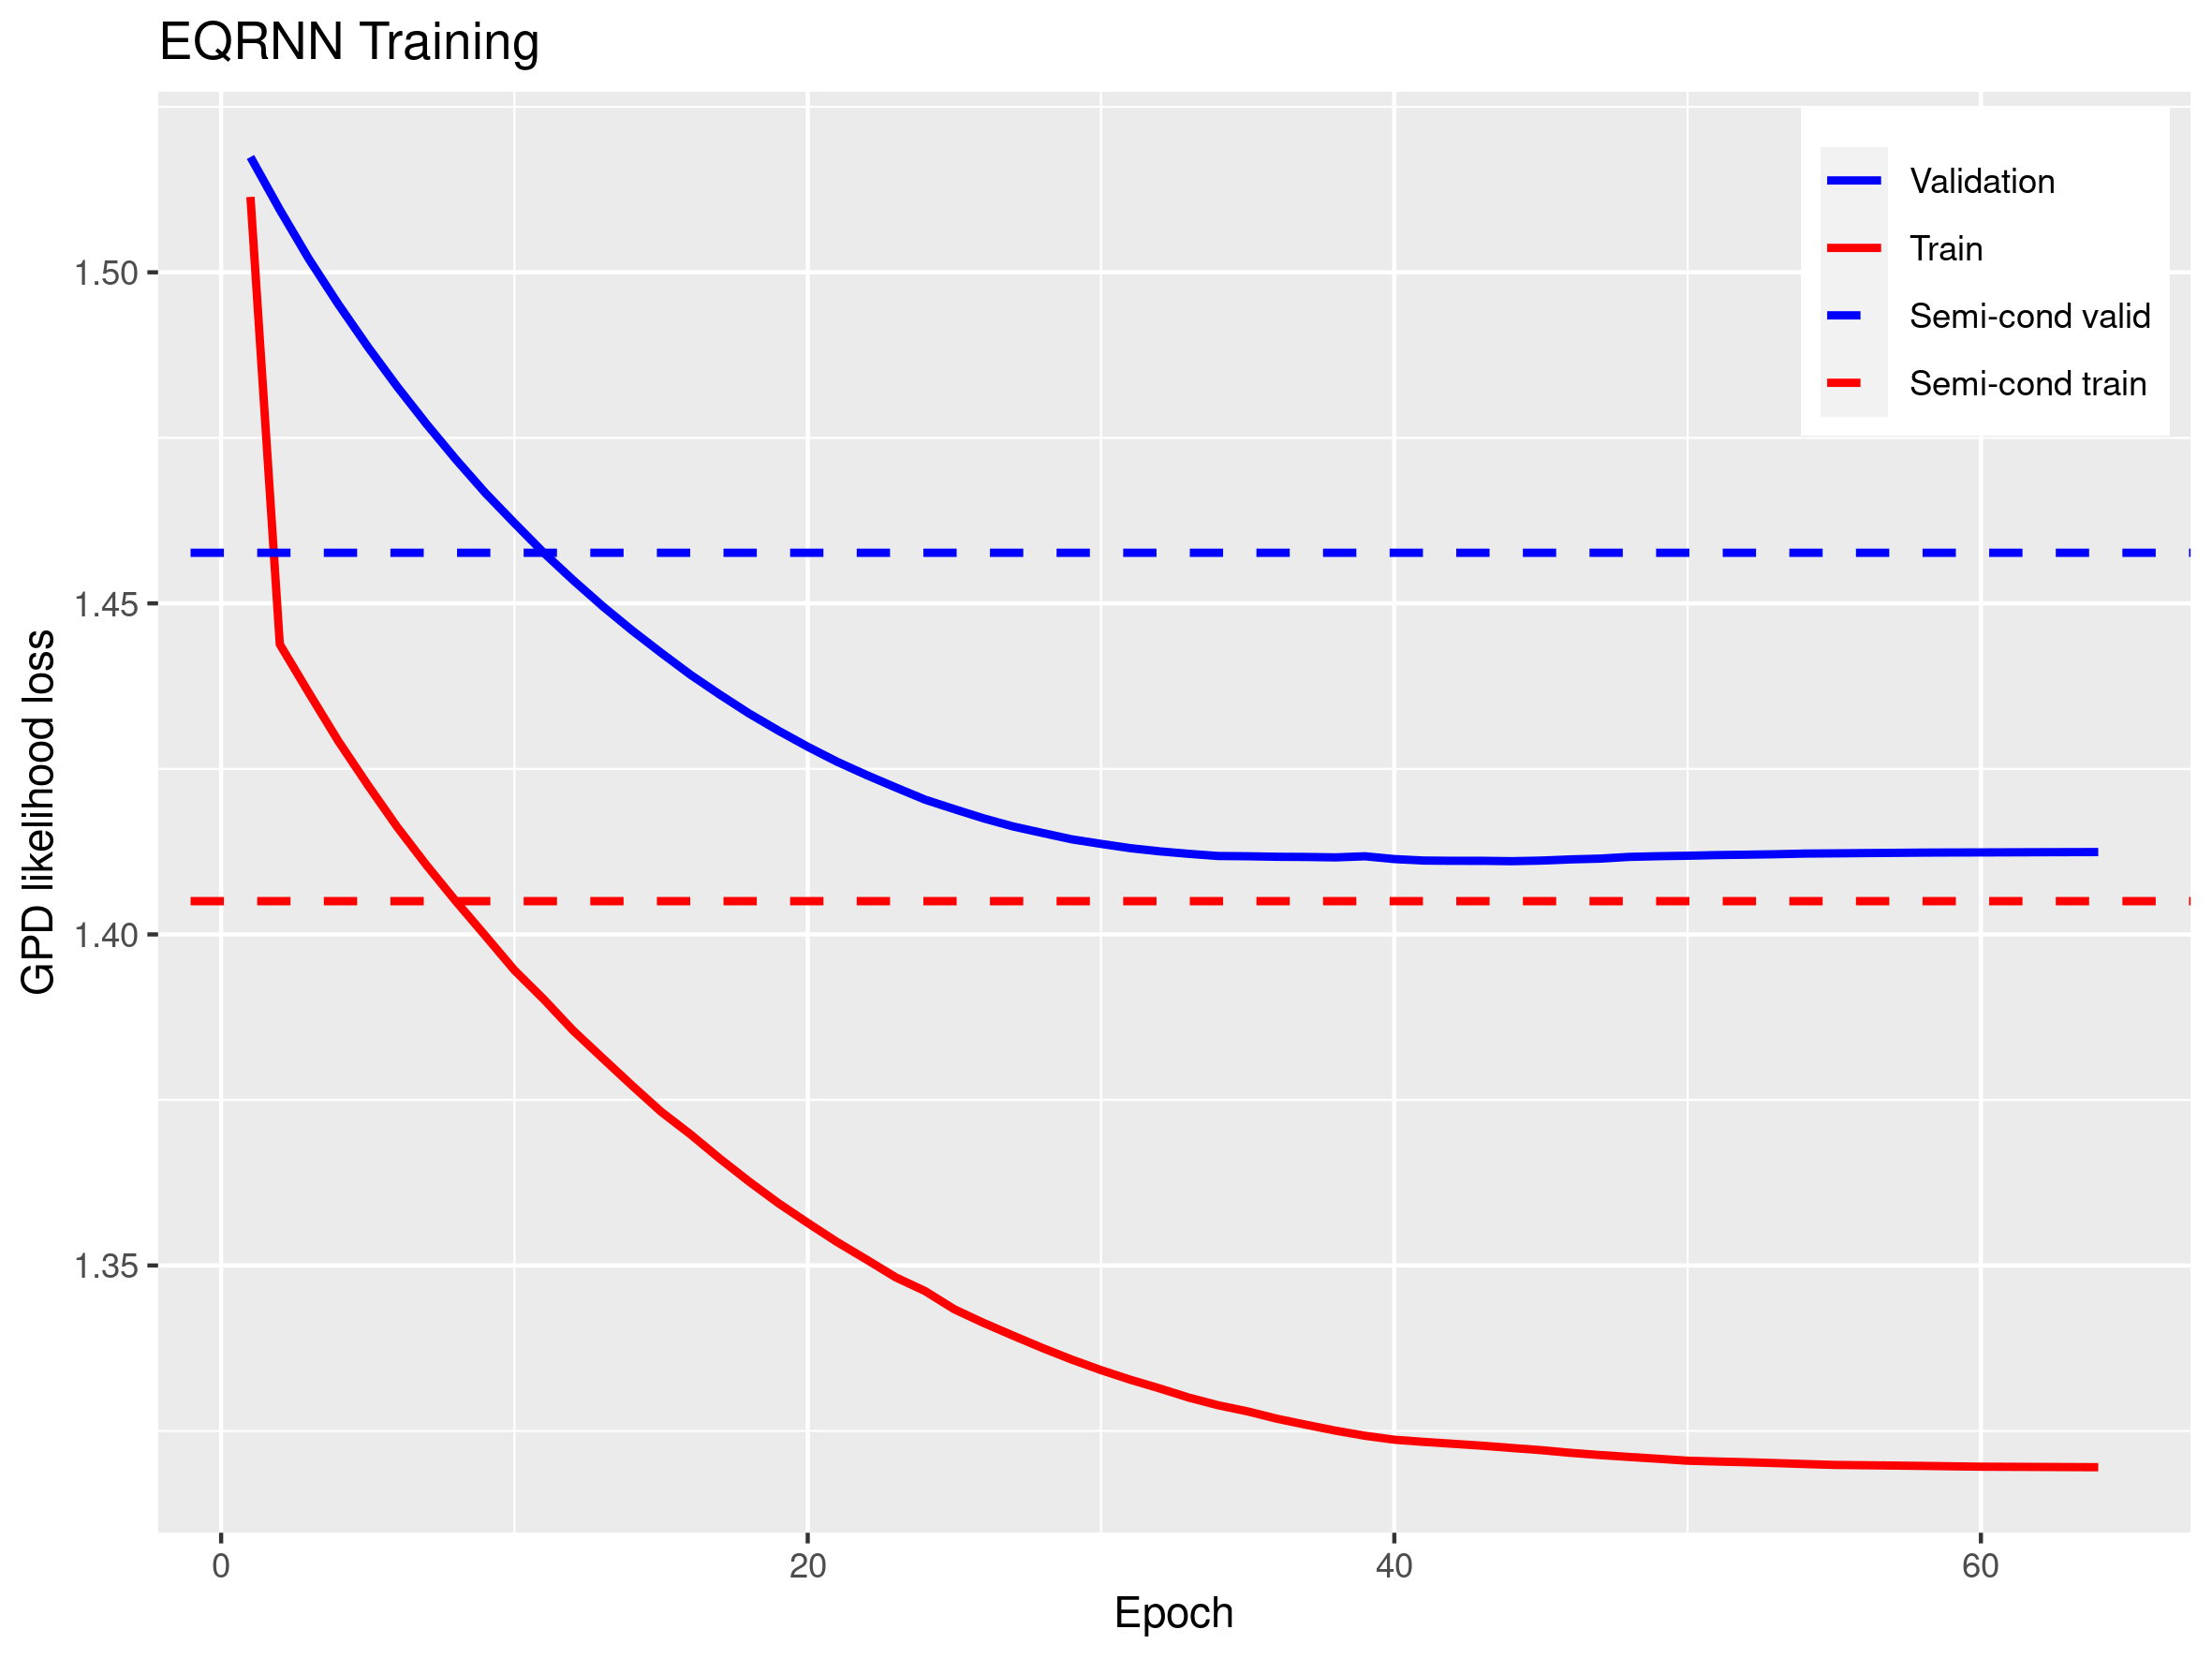 EQRNN Training
Validation
Train
Semi-cond valid
Semi-cond train
GPD likelihood loss
1.50
1.45
1.40
1.35
0
20
40
60
Epoch